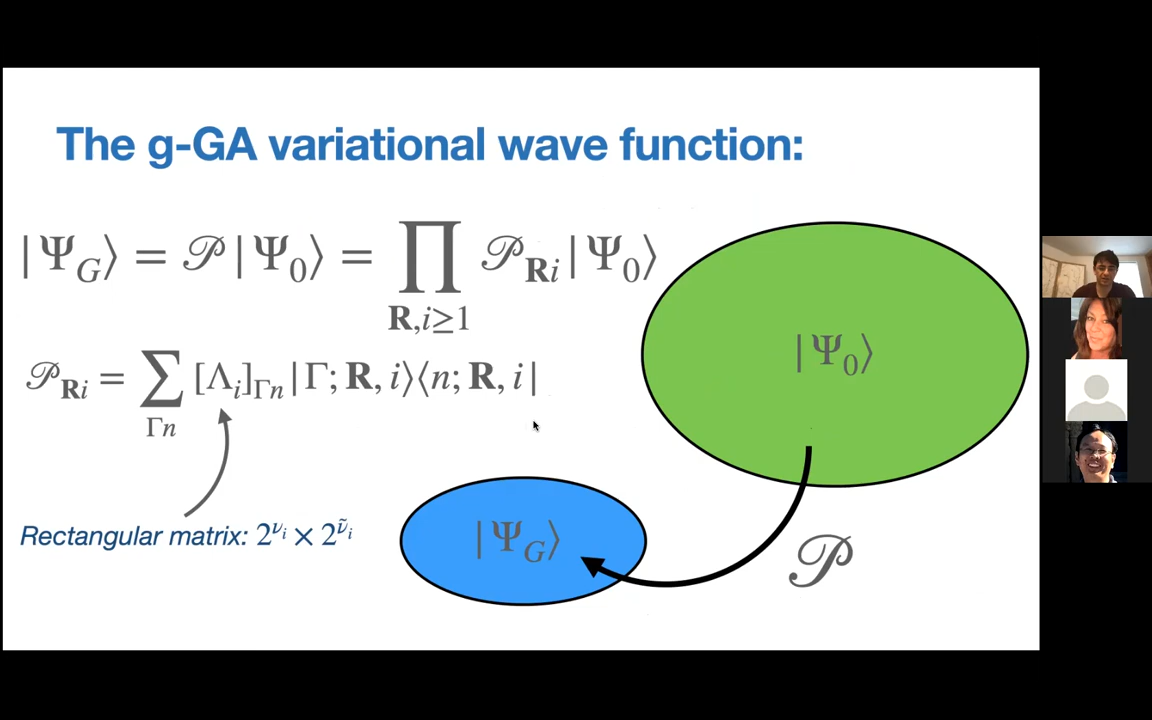 The g-GA variational wave function:
|Ψ_G⟩ = 𝒫|Ψ_0⟩ = ∏_{R,i≥1} 𝒫_{Ri}|Ψ_0⟩
𝒫_{Ri} = ∑_{Γn} [Λ_i]_{Γn} |Γ; R, i⟩⟨n; R, i|
|Ψ_0⟩
Rectangular matrix: 2^{ν_i} × 2^{ν̃_i}
|Ψ_G⟩
𝒫